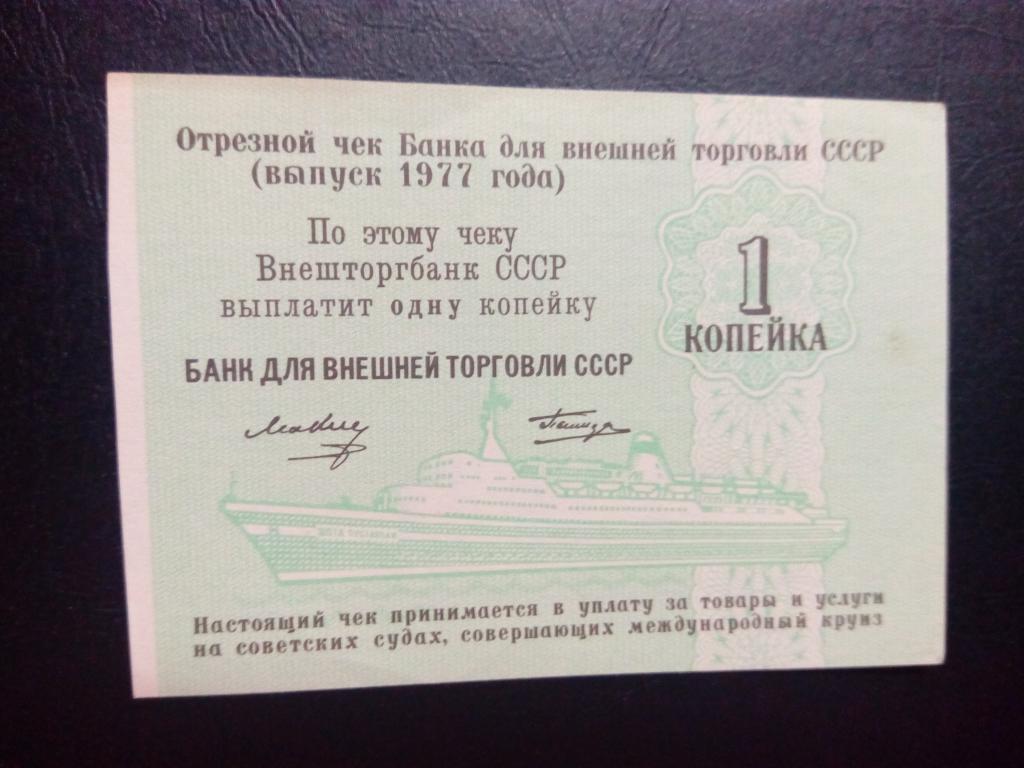 Отрезной чек Банка для внешней торговли СССР
(выпуск 1977 года)
По этому чеку
Внешторгбанк СССР
выплатит одну копейку
1
КОПЕЙКА
БАНК ДЛЯ ВНЕШНЕЙ ТОРГОВЛИ СССР
Настоящий чек принимается в уплату за товары и услуги
на советских судах, совершающих международный круиз